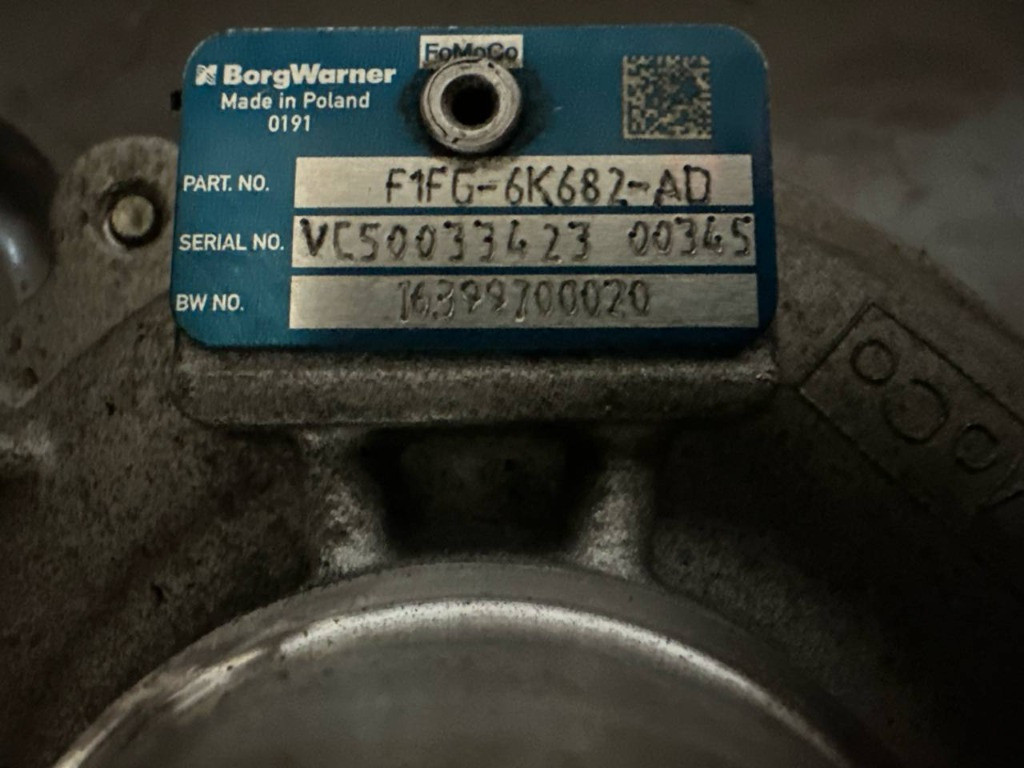 FoMoCo
BorgWarner
Made in Poland
0191
PART. NO. F1FG-6K682-AD
SERIAL NO. VC50033423 00345
BW NO. 16399700020